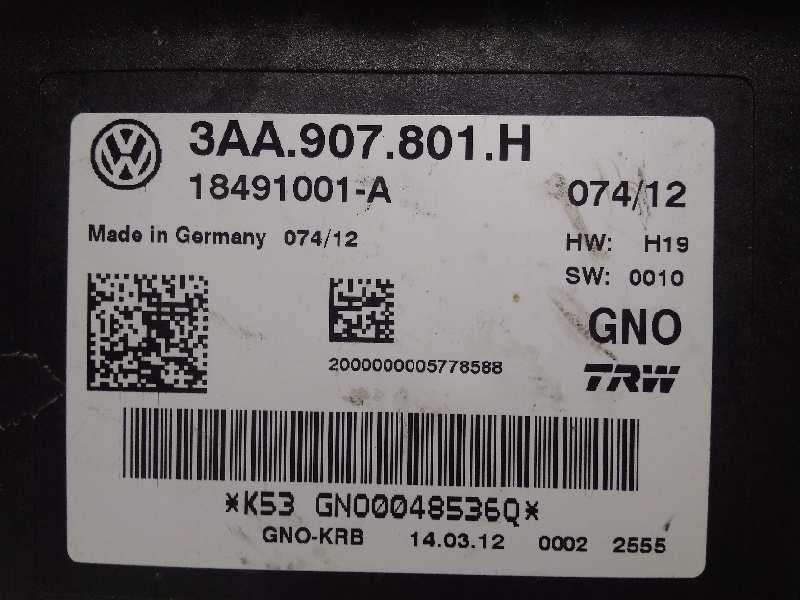 3AA.907.801.H
18491001-A 074/12
Made in Germany 074/12 HW: H19
SW: 0010
GNO
2000000005778588
TRW
*K53 GNO00048536Q*
GNO-KRB 14.03.12 0002 2555